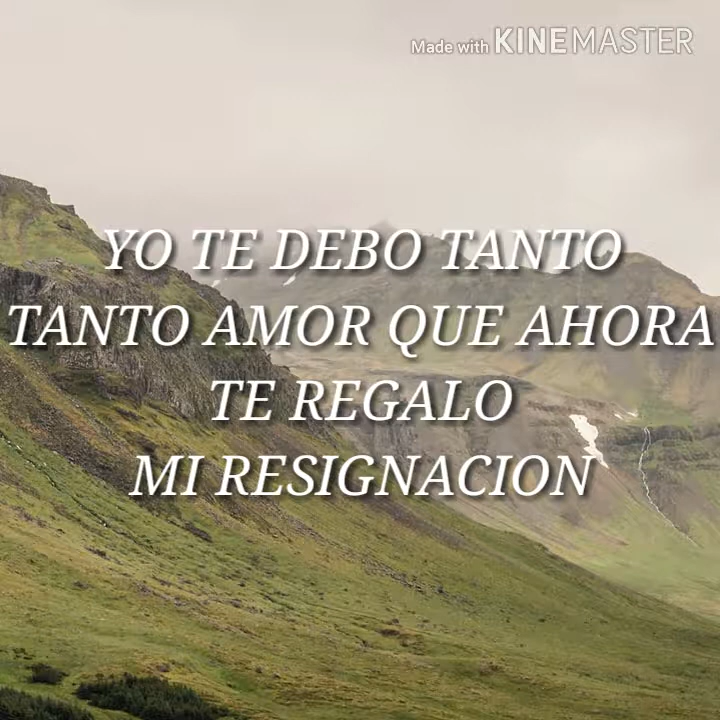 Made with KINEMASTER
YO TE DEBO TANTO
TANTO AMOR QUE AHORA
TE REGALO
MI RESIGNACION